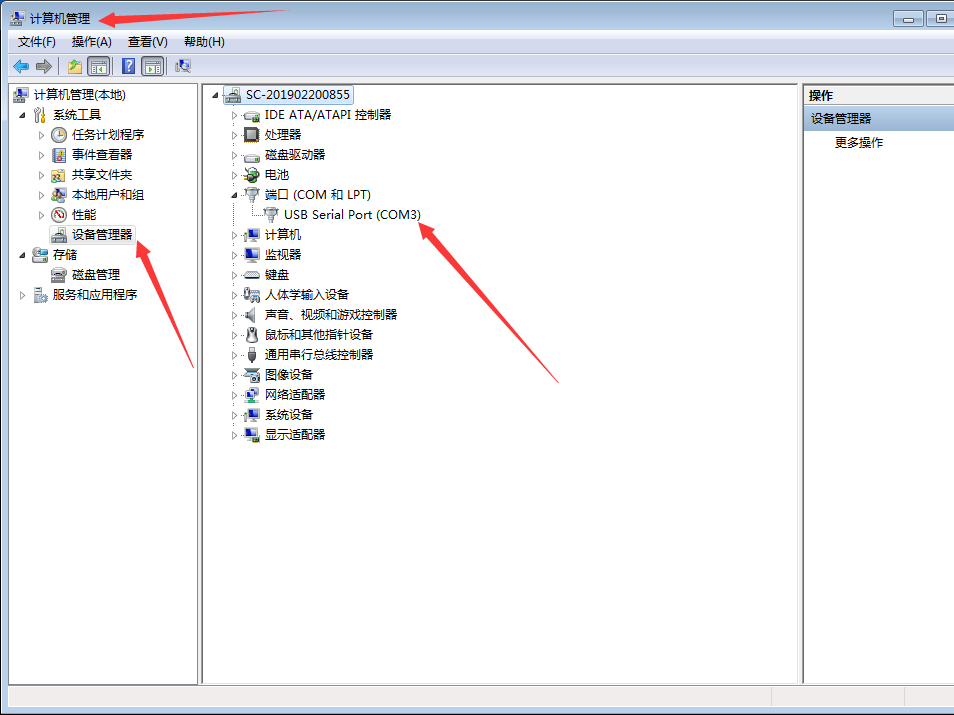 计算机管理
文件(F) 操作(A) 查看(V) 帮助(H)
计算机管理(本地)
系统工具
任务计划程序
事件查看器
共享文件夹
本地用户和组
性能
设备管理器
存储
磁盘管理
服务和应用程序
SC-201902200855
IDE ATA/ATAPI 控制器
处理器
磁盘驱动器
电池
端口 (COM 和 LPT)
USB Serial Port (COM3)
计算机
监视器
键盘
人体学输入设备
声音、视频和游戏控制器
鼠标和其他指针设备
通用串行总线控制器
图像设备
网络适配器
系统设备
显示适配器
操作
设备管理器
更多操作